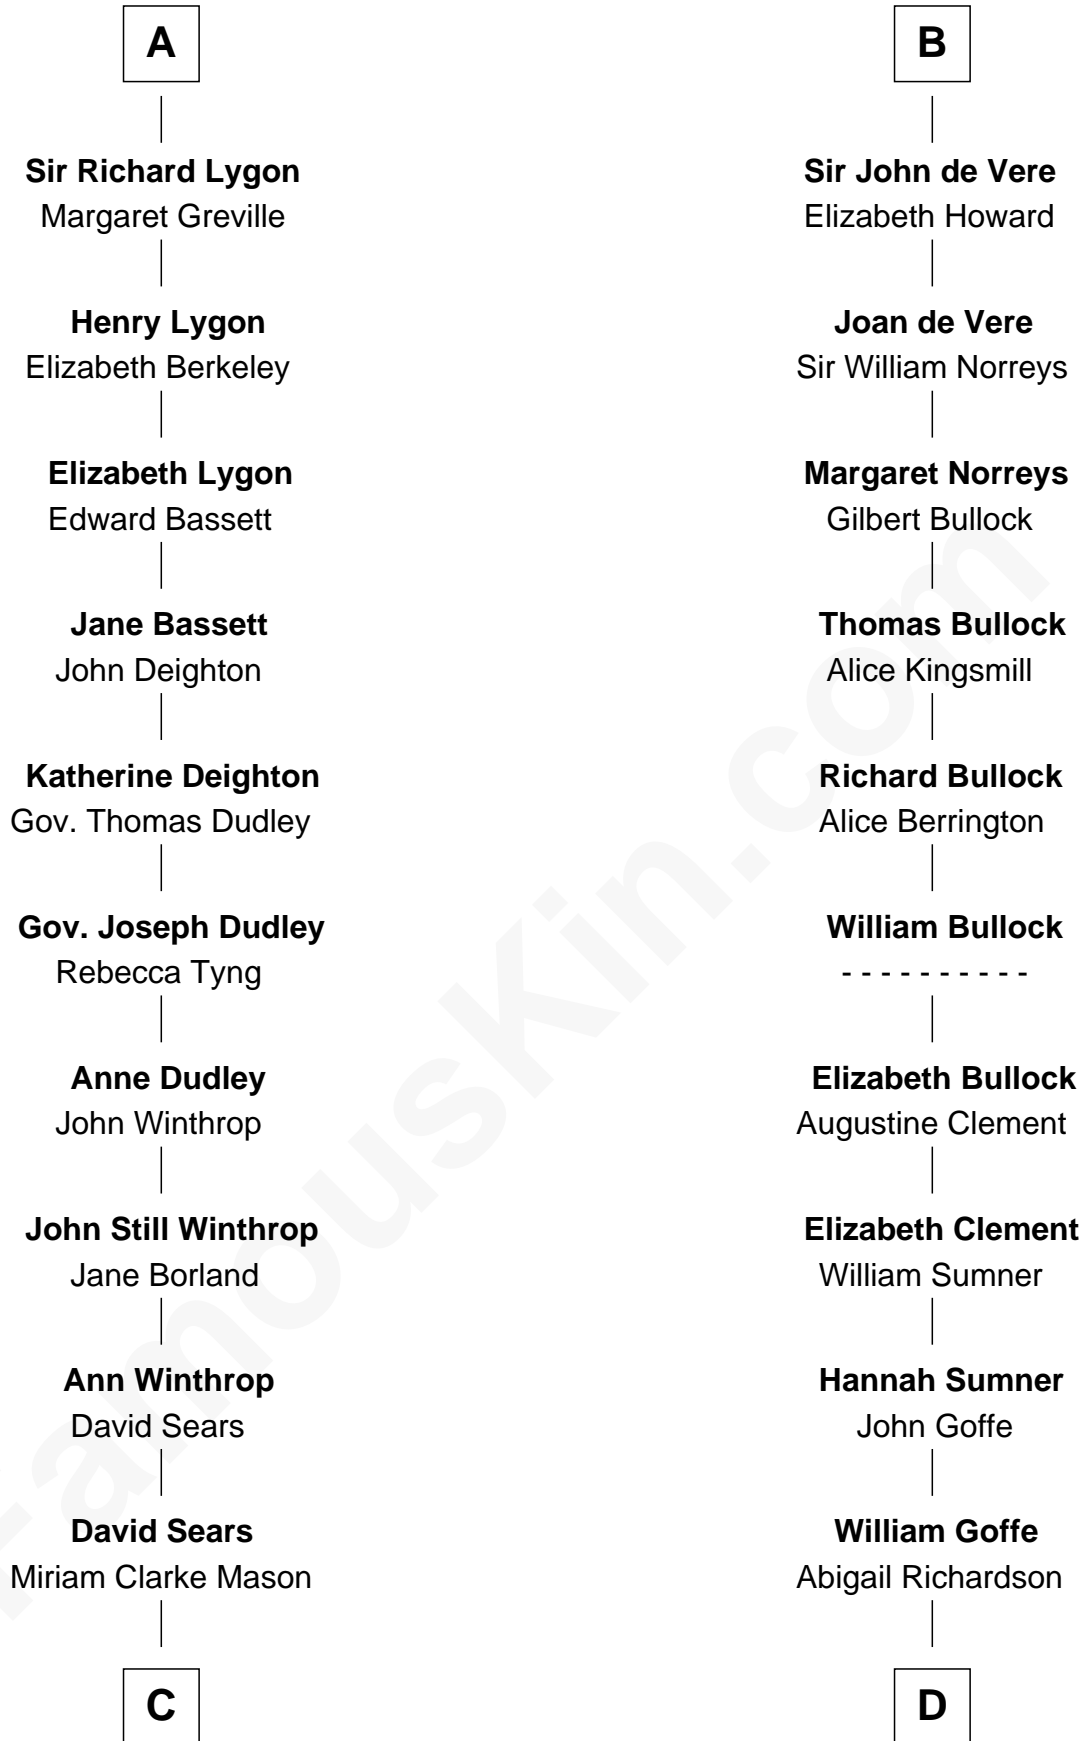 A
Sir Richard Lygon
Margaret Greville
Henry Lygon
Elizabeth Berkeley
Elizabeth Lygon
Edward Bassett
Jane Bassett
John Deighton
Katherine Deighton
Gov. Thomas Dudley
Gov. Joseph Dudley
Rebecca Tyng
Anne Dudley
John Winthrop
John Still Winthrop
Jane Borland
Ann Winthrop
David Sears
David Sears
Miriam Clarke Mason
C
B
Sir John de Vere
Elizabeth Howard
Joan de Vere
Sir William Norreys
Margaret Norreys
Gilbert Bullock
Thomas Bullock
Alice Kingsmill
Richard Bullock
Alice Berrington
William Bullock
- - - - - - - - - -
Elizabeth Bullock
Augustine Clement
Elizabeth Clement
William Sumner
Hannah Sumner
John Goffe
William Goffe
Abigail Richardson
D
FamousKin.com